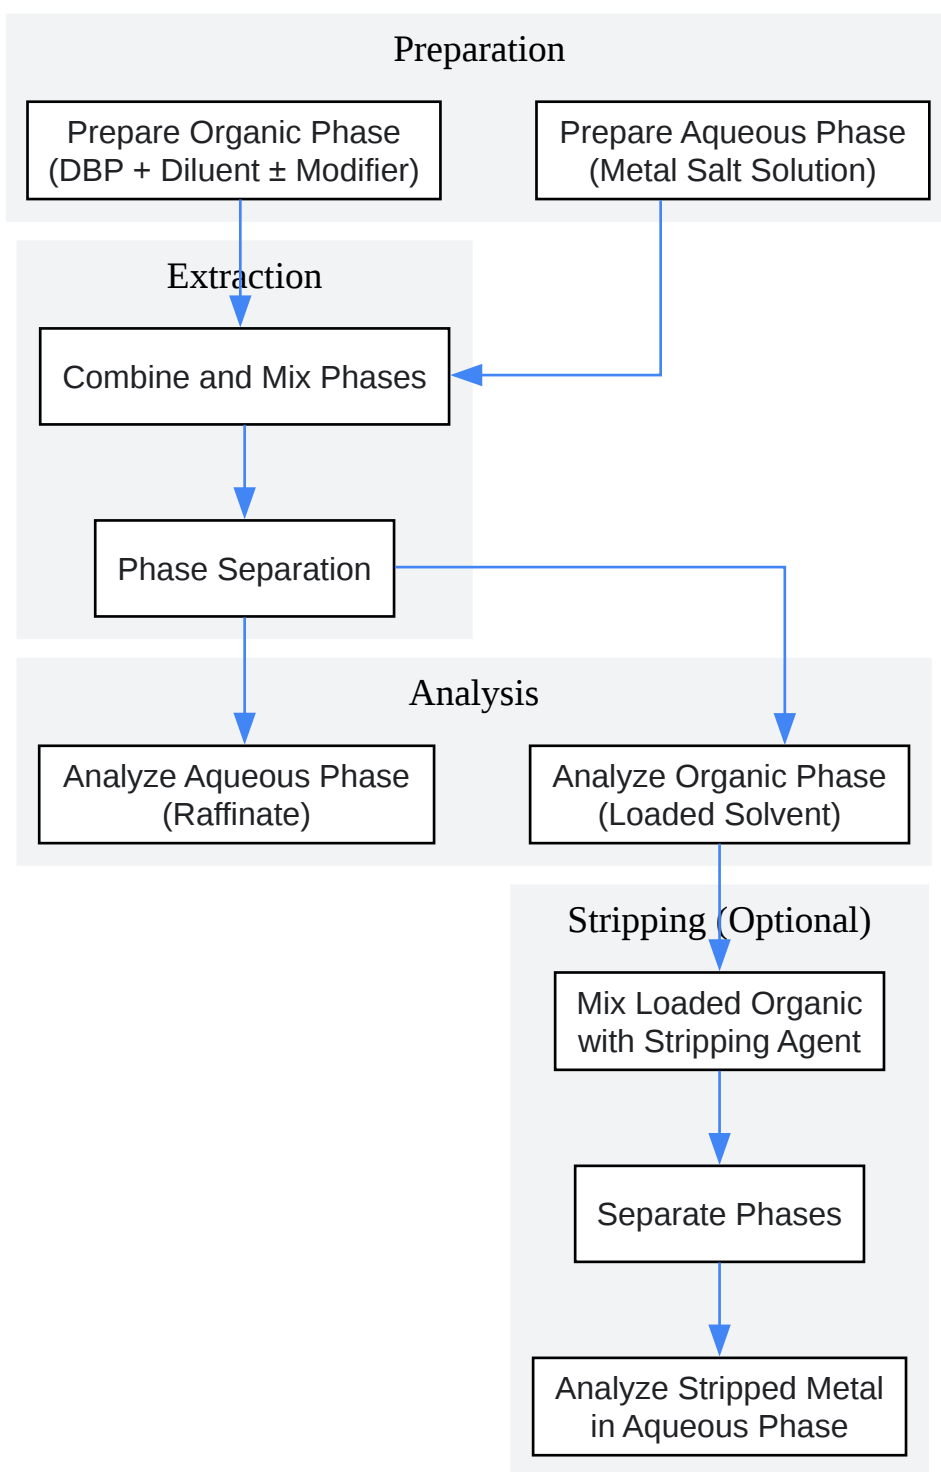 Preparation
Prepare Organic Phase
(DBP + Diluent ± Modifier)
Prepare Aqueous Phase
(Metal Salt Solution)
Extraction
Combine and Mix Phases
Phase Separation
Analysis
Analyze Aqueous Phase
(Raffinate)
Analyze Organic Phase
(Loaded Solvent)
Stripping (Optional)
Mix Loaded Organic
with Stripping Agent
Separate Phases
Analyze Stripped Metal
in Aqueous Phase